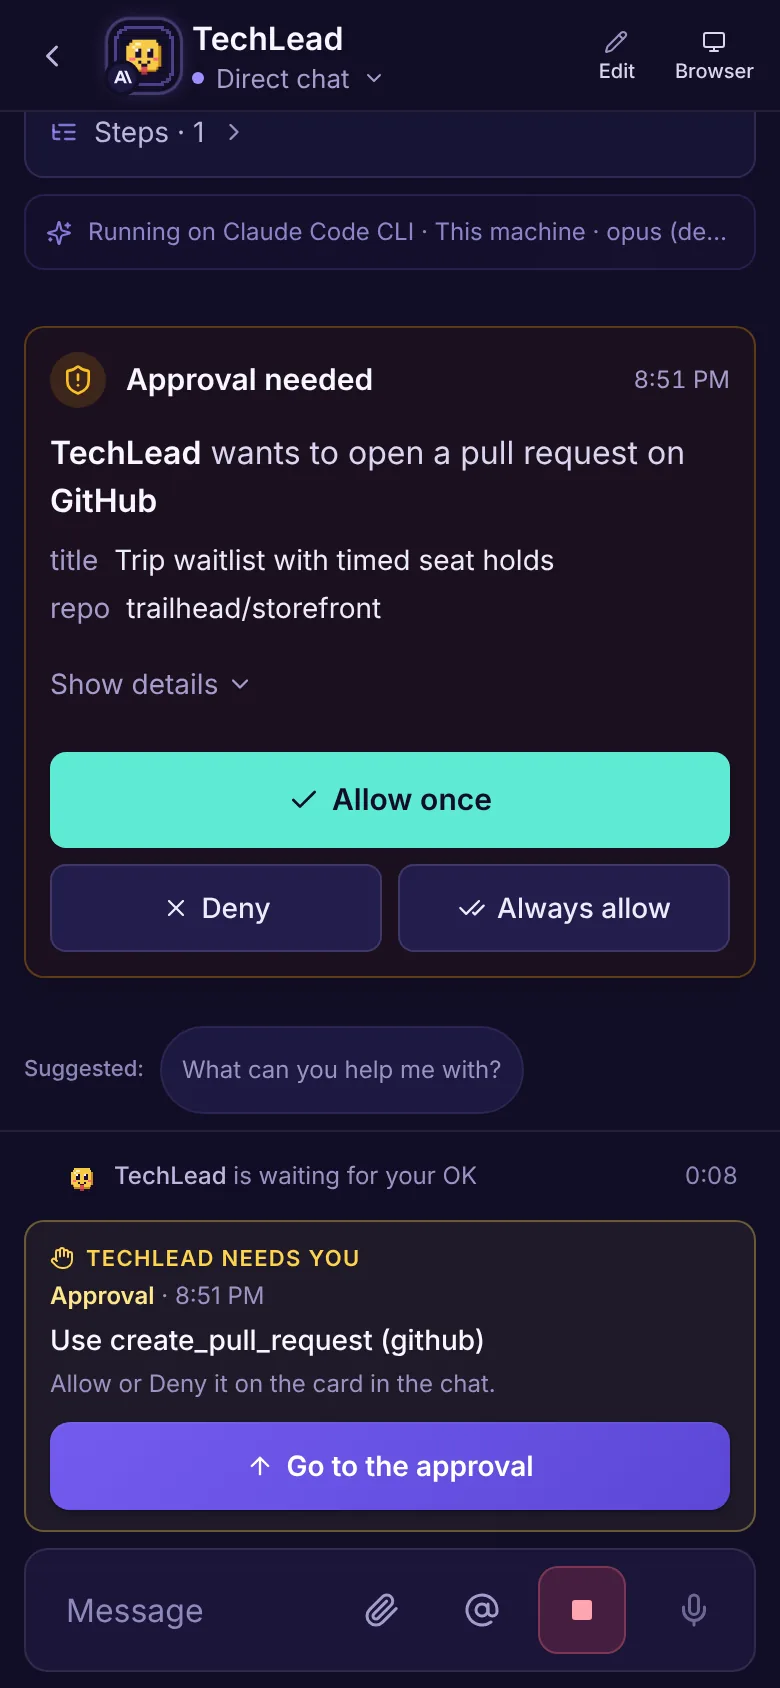 TechLead
Direct chat
Edit
Browser
Steps · 1
Running on Claude Code CLI · This machine · opus (de...
Approval needed
8:51 PM
TechLead wants to open a pull request on
GitHub
title Trip waitlist with timed seat holds
repo trailhead/storefront
Show details
Allow once
Deny
Always allow
Suggested:
What can you help me with?
TechLead is waiting for your OK
0:08
TECHLEAD NEEDS YOU
Approval · 8:51 PM
Use create_pull_request (github)
Allow or Deny it on the card in the chat.
Go to the approval
Message